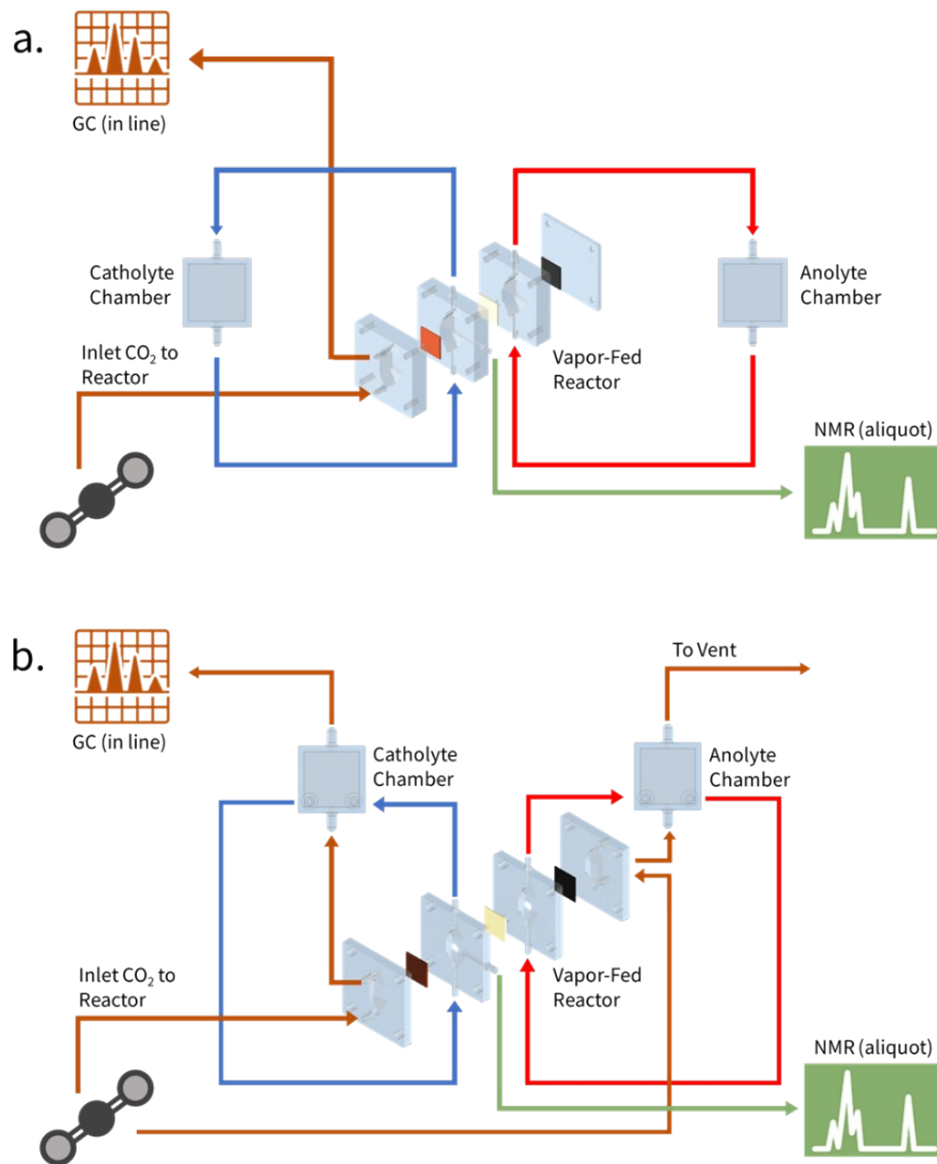 a.
GC (in line)
Catholyte
Chamber
Anolyte
Chamber
Inlet CO₂ to
Reactor
Vapor-Fed
Reactor
NMR (aliquot)
b.
To Vent
GC (in line)
Catholyte
Chamber
Anolyte
Chamber
Inlet CO₂ to
Reactor
Vapor-Fed
Reactor
NMR (aliquot)